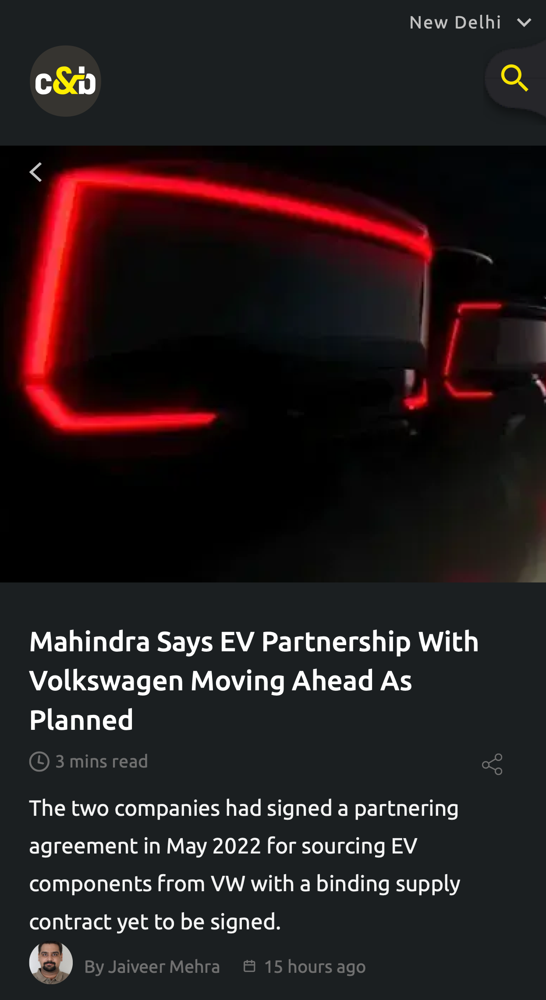 New Delhi
c&b
Mahindra Says EV Partnership With
Volkswagen Moving Ahead As
Planned
3 mins read
The two companies had signed a partnering
agreement in May 2022 for sourcing EV
components from VW with a binding supply
contract yet to be signed.
By Jaiveer Mehra 15 hours ago